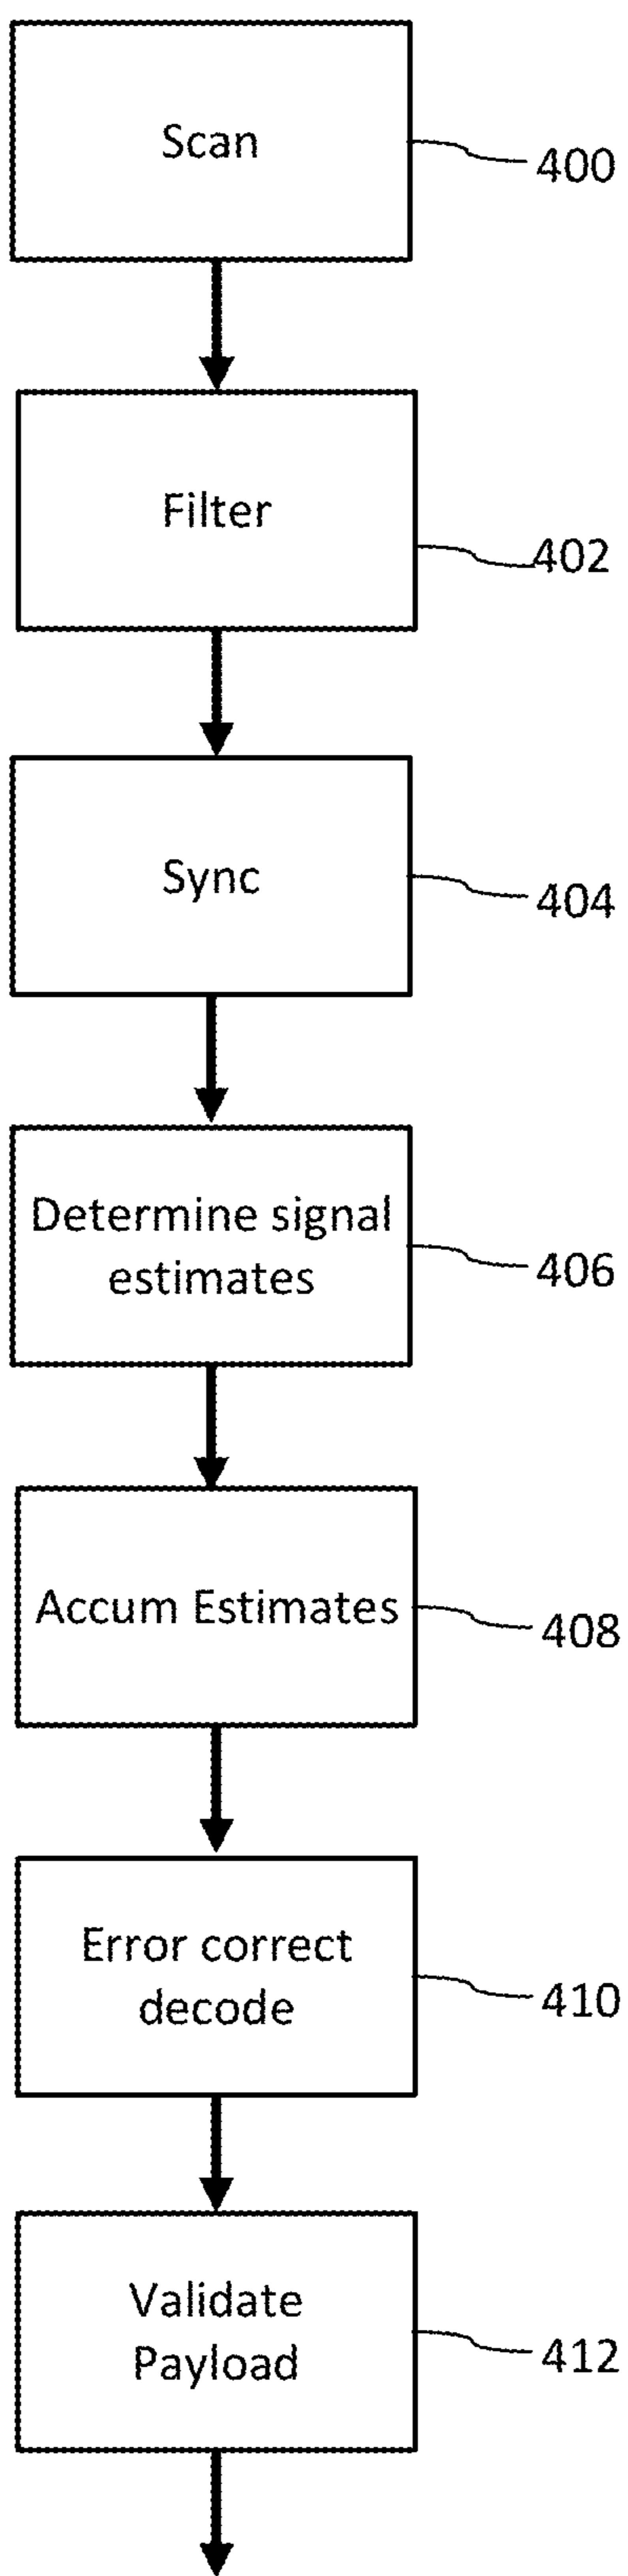 Scan
400
Filter
402
Sync
404
Determine signal
estimates
406
Accum Estimates
408
Error correct
decode
410
Validate
Payload
412